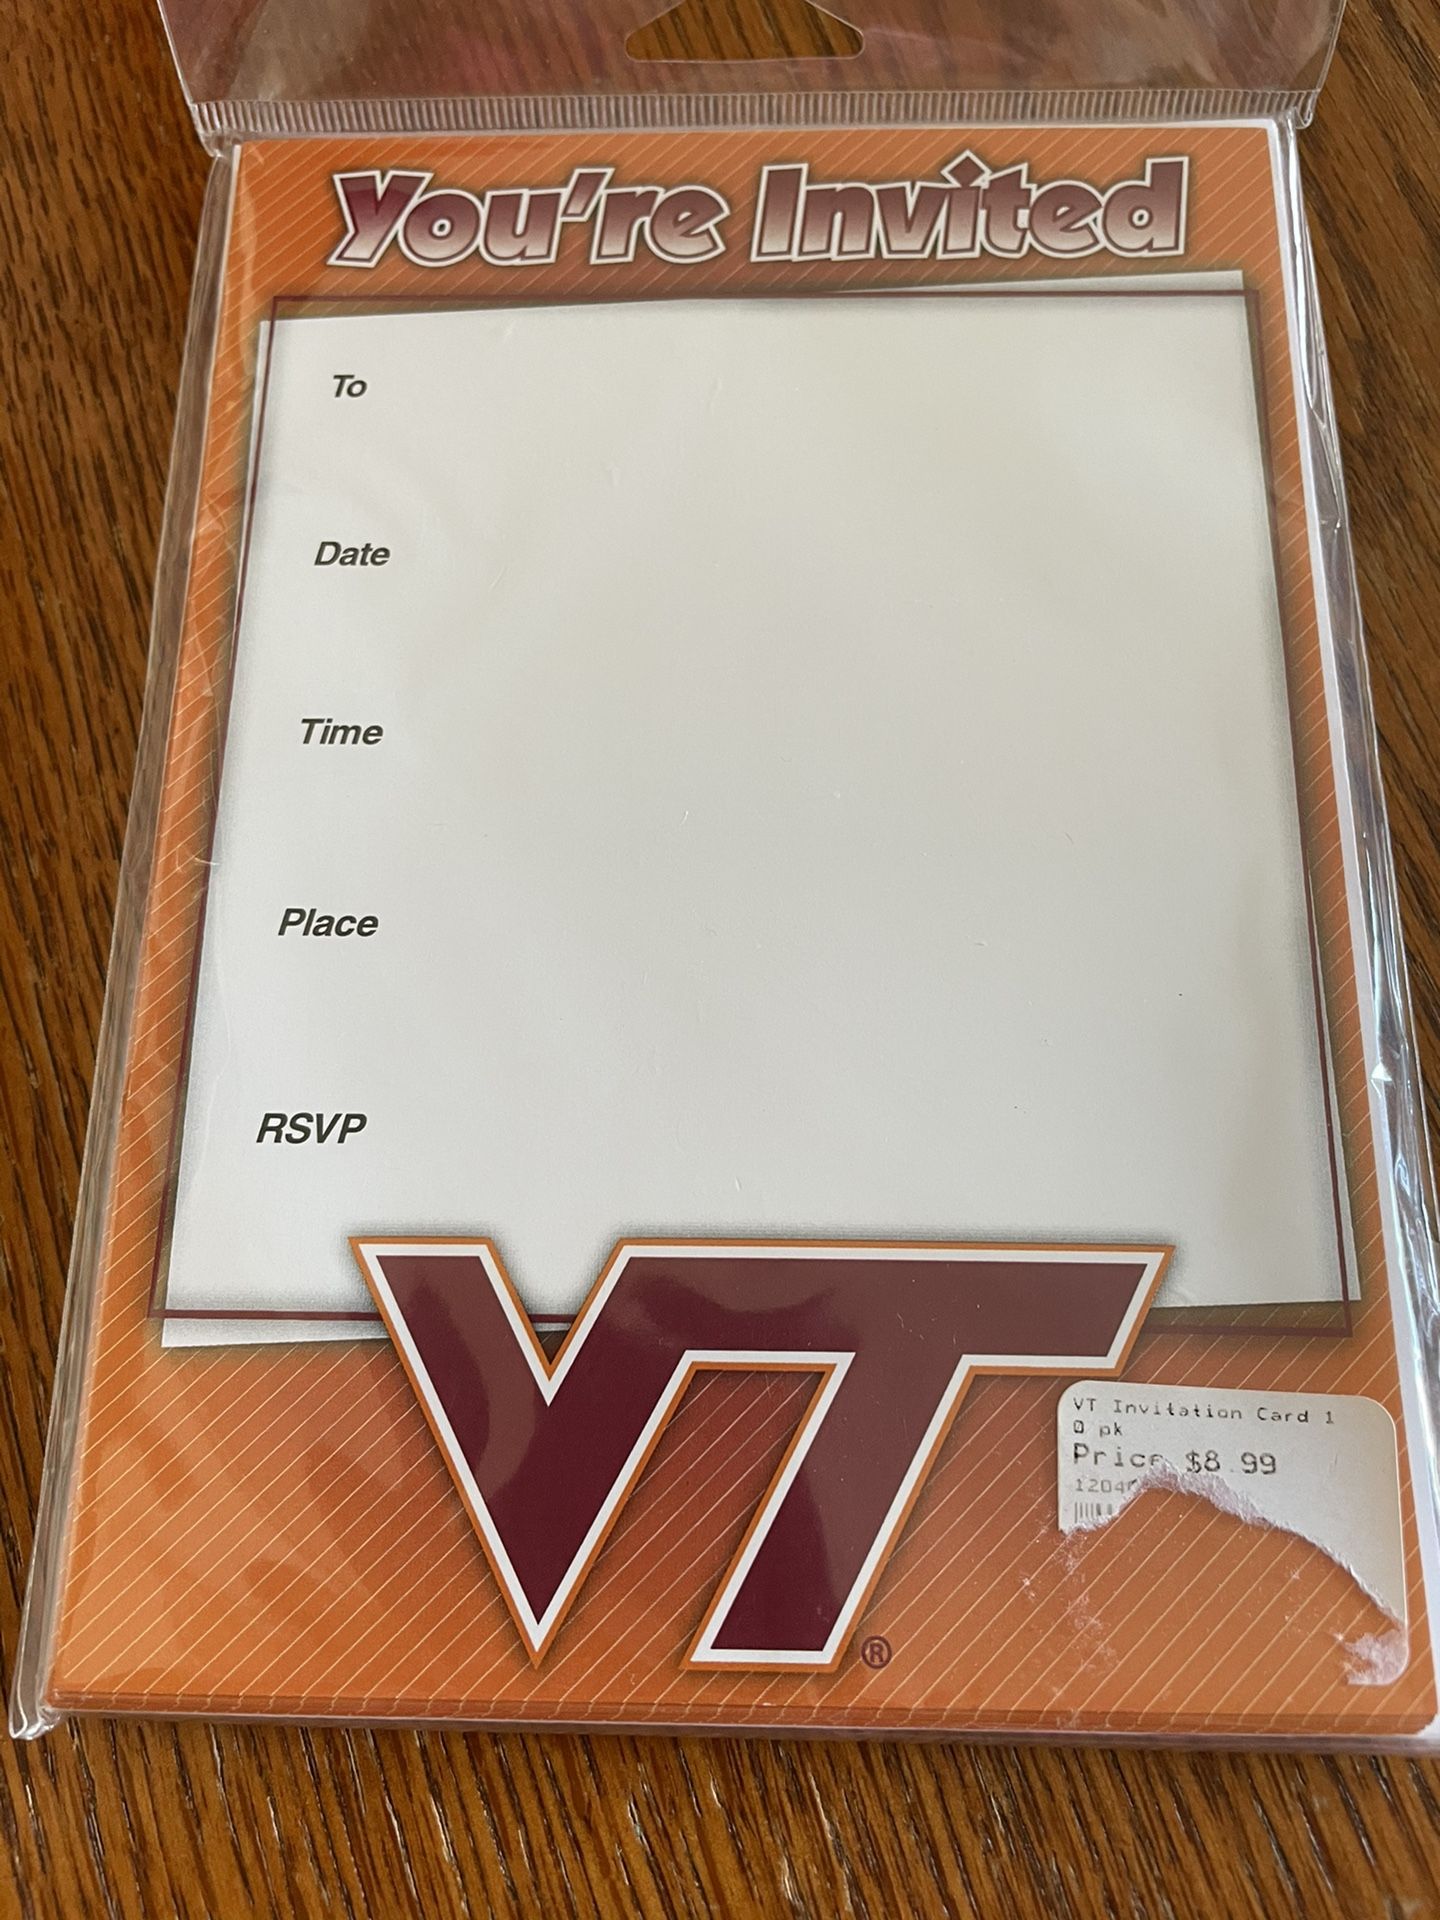 You're Invited
To
Date
Time
Place
RSVP
VT
®
VT Invitation Card 1
0 pk
Price $8.99